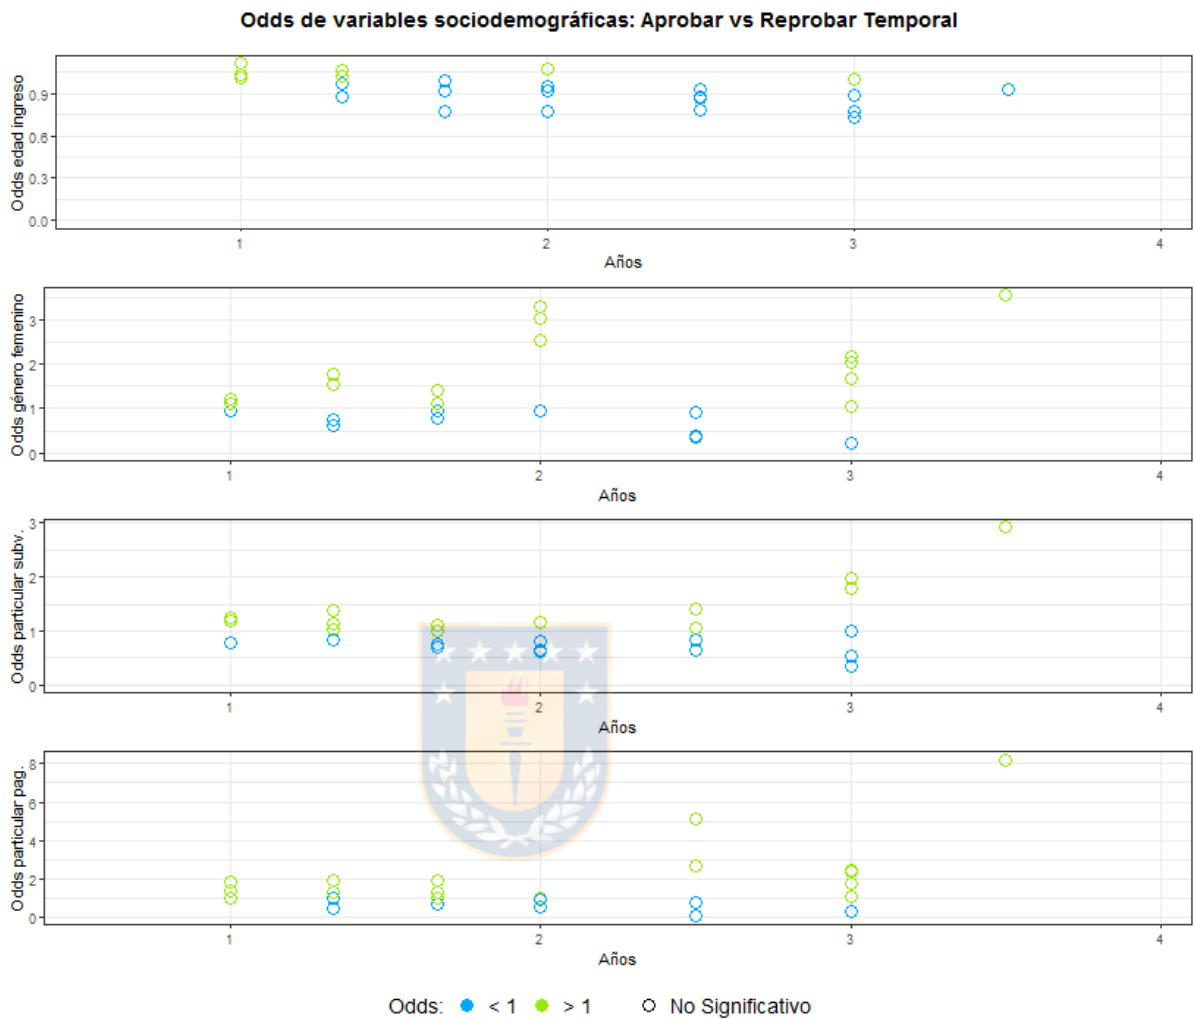 Odds de variables sociodemográficas: Aprobar vs Reprobar Temporal
Odds edad ingreso
0.9
0.6
0.3
0.0
1 2 3 4
Años
Odds género femenino
3
2
1
0
1 2 3 4
Años
Odds particular subv.
3
2
1
0
1 2 3 4
Años
Odds particular pag.
8
6
4
2
0
1 2 3 4
Años
Odds: < 1 > 1 No Significativo